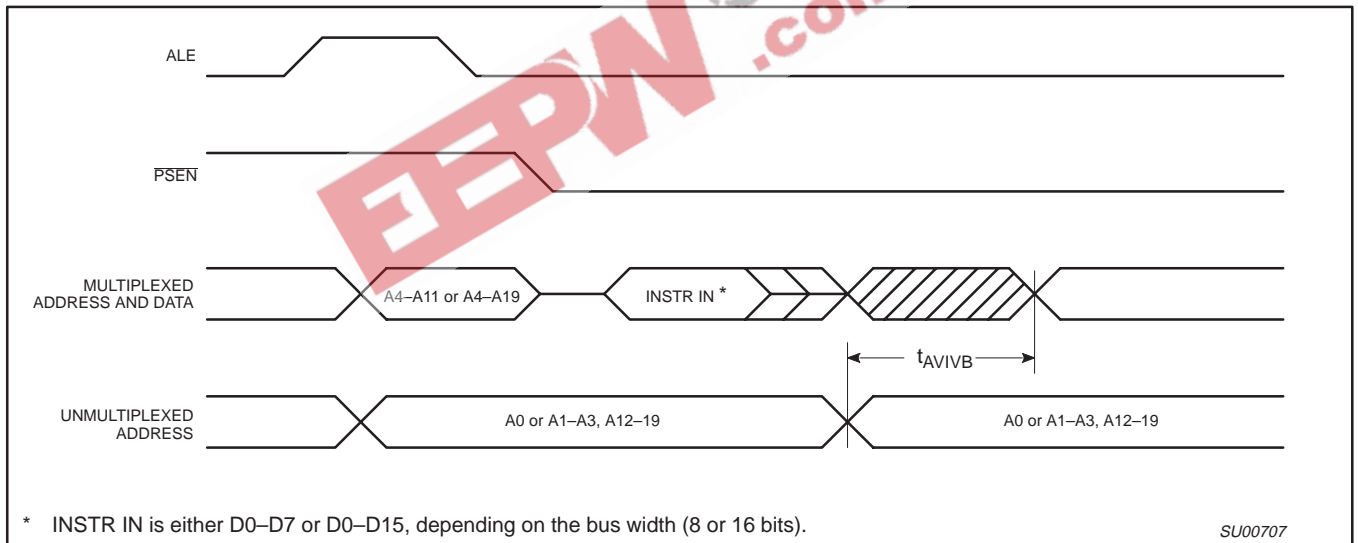 EEPW
.com
ALE
PSEN
MULTIPLEXED
ADDRESS AND DATA
A4–A11 or A4–A19
INSTR IN *
tAVIVB
UNMULTIPLEXED
ADDRESS
A0 or A1–A3, A12–19
A0 or A1–A3, A12–19
* INSTR IN is either D0–D7 or D0–D15, depending on the bus width (8 or 16 bits).
SU00707